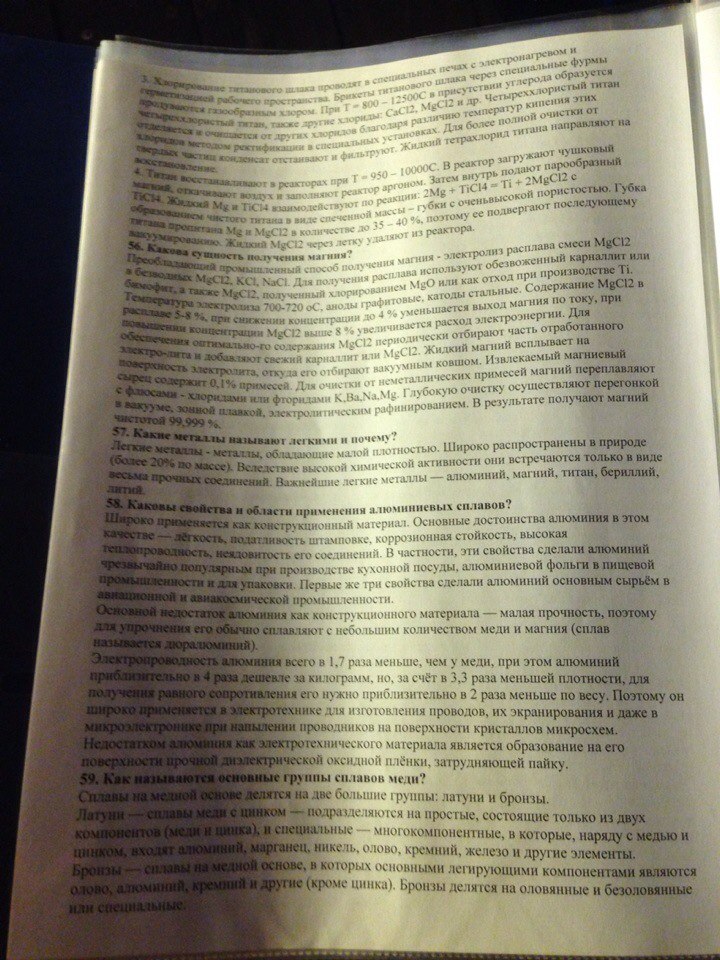 3. Хлорирование титанового шлака проводят в специальных печах с электронагревом и
герметизацией рабочего пространства. Брикеты титанового шлака через специальные фурмы
продуваются газообразным хлором. При Т = 800 – 12500С в присутствии углерода образуется
четыреххлористый титан, также другие хлориды: CaCl2, MgCl2 и др. Четыреххлористый титан
отделяется и очищается от других хлоридов благодаря различию температур кипения этих
хлоридов методом ректификации в специальных установках. Для более полной очистки от
твердых частиц конденсат отстаивают и фильтруют. Жидкий тетрахлорид титана направляют на
восстановление.
4. Титан восстанавливают в реакторах при Т = 950 – 10000С. В реактор загружают чушковый
магний, откачивают воздух и заполняют реактор аргоном. Затем внутрь подают парообразный
TiCl4. Жидкий Mg и TiCl4 взаимодействуют по реакции: 2Mg + TiCl4 = Ti + 2MgCl2 с
образованием чистого титана в виде спеченной массы – губки с оченьвысокой пористостью. Губка
титана пропитана Mg и MgCl2 в количестве до 35 – 40 %, поэтому ее подвергают последующему
вакуумированию. Жидкий MgCl2 через летку удаляют из реактора.
56. Какова сущность получения магния?
Преобладающий промышленный способ получения магния - электролиз расплава смеси MgCl2
в безводных MgCl2, KCl, NaCl. Для получения расплава используют обезвоженный карналлит или
бишофит, а также MgCl2, полученный хлорированием MgO или как отход при производстве Ti.
Температура электролиза 700-720 оС, аноды графитовые, катоды стальные. Содержание MgCl2 в
расплаве 5-8 %, при снижении концентрации до 4 % уменьшается выход магния по току, при
повышении концентрации MgCl2 выше 8 % увеличивается расход электроэнергии. Для
обеспечения оптимально-го содержания MgCl2 периодически отбирают часть отработанного
электро-лита и добавляют свежий карналлит или MgCl2. Жидкий магний всплывает на
поверхность электролита, откуда его отбирают вакуумным ковшом. Извлекаемый магниевый
сырец содержит 0,1% примесей. Для очистки от неметаллических примесей магний переплавляют
с флюсами - хлоридами или фторидами K,Ba,Na,Mg. Глубокую очистку осуществляют перегонкой
в вакууме, зонной плавкой, электролитическим рафинированием. В результате получают магний
чистотой 99,999 %.
57. Какие металлы называют легкими и почему?
Легкие металлы - металлы, обладающие малой плотностью. Широко распространены в природе
(более 20% по массе). Вследствие высокой химической активности они встречаются только в виде
весьма прочных соединений. Важнейшие легкие металлы — алюминий, магний, титан, бериллий,
литий.
58. Каковы свойства и области применения алюминиевых сплавов?
Широко применяется как конструкционный материал. Основные достоинства алюминия в этом
качестве — лёгкость, податливость штамповке, коррозионная стойкость, высокая
теплопроводность, неядовитость его соединений. В частности, эти свойства сделали алюминий
чрезвычайно популярным при производстве кухонной посуды, алюминиевой фольги в пищевой
промышленности и для упаковки. Первые же три свойства сделали алюминий основным сырьём в
авиационной и авиакосмической промышленности.
Основной недостаток алюминия как конструкционного материала — малая прочность, поэтому
для упрочнения его обычно сплавляют с небольшим количеством меди и магния (сплав
называется дюралюминий).
Электропроводность алюминия всего в 1,7 раза меньше, чем у меди, при этом алюминий
приблизительно в 4 раза дешевле за килограмм, но, за счёт в 3,3 раза меньшей плотности, для
получения равного сопротивления его нужно приблизительно в 2 раза меньше по весу. Поэтому он
широко применяется в электротехнике для изготовления проводов, их экранирования и даже в
микроэлектронике при напылении проводников на поверхности кристаллов микросхем.
Недостатком алюминия как электротехнического материала является образование на его
поверхности прочной диэлектрической оксидной плёнки, затрудняющей пайку.
59. Как называются основные группы сплавов меди?
Сплавы на медной основе делятся на две большие группы: латуни и бронзы.
Латуни — сплавы меди с цинком — подразделяются на простые, состоящие только из двух
компонентов (меди и цинка), и специальные — многокомпонентные, в которые, наряду с медью и
цинком, входят алюминий, марганец, никель, олово, кремний, железо и другие элементы.
Бронзы — сплавы на медной основе, в которых основными легирующими компонентами являются
олово, алюминий, кремний и другие (кроме цинка). Бронзы делятся на оловянные и безоловянные
или специальные.